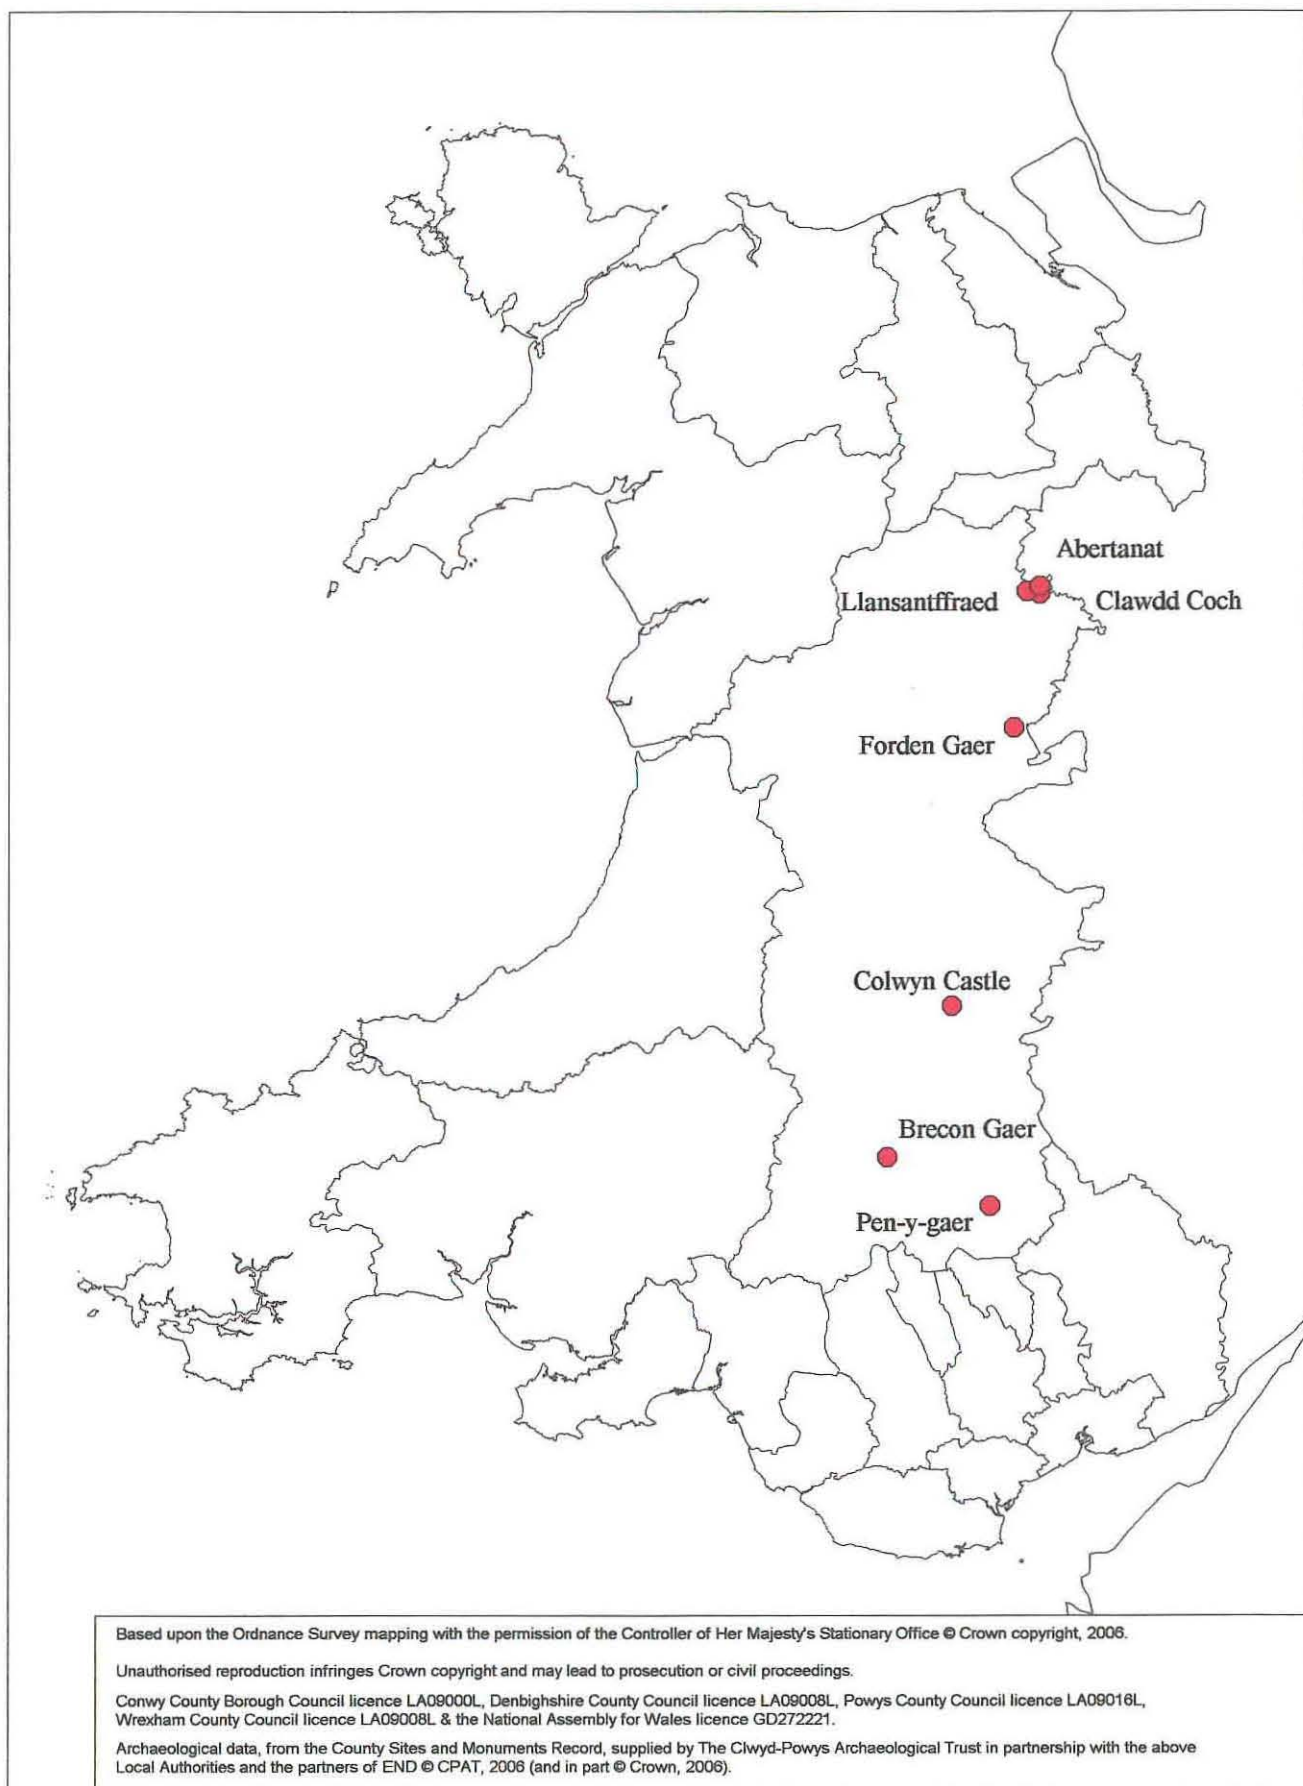 Abertanat
Llansantffraed
Clawdd Coch
Forden Gaer
Colwyn Castle
Brecon Gaer
Pen-y-gaer
Based upon the Ordnance Survey mapping with the permission of the Controller of Her Majesty's Stationary Office © Crown copyright, 2006.
Unauthorised reproduction infringes Crown copyright and may lead to prosecution or civil proceedings.
Conwy County Borough Council licence LA09000L, Denbighshire County Council licence LA09008L, Powys County Council licence LA09016L,
Wrexham County Council licence LA09008L & the National Assembly for Wales licence GD272221.
Archaeological data, from the County Sites and Monuments Record, supplied by The Clwyd-Powys Archaeological Trust in partnership with the above
Local Authorities and the partners of END © CPAT, 2006 (and in part © Crown, 2006).